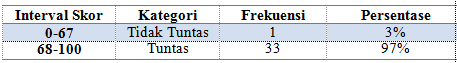 Interval Skor Kategori Frekuensi Persentase
0-67 Tidak Tuntas 1 3%
68-100 Tuntas 33 97%